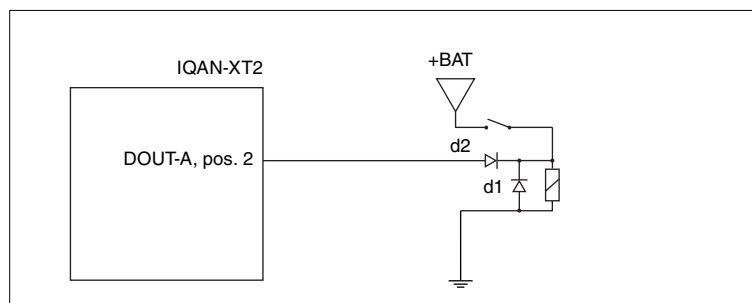 IQAN-XT2
+BAT
DOUT-A, pos. 2
d2
d1